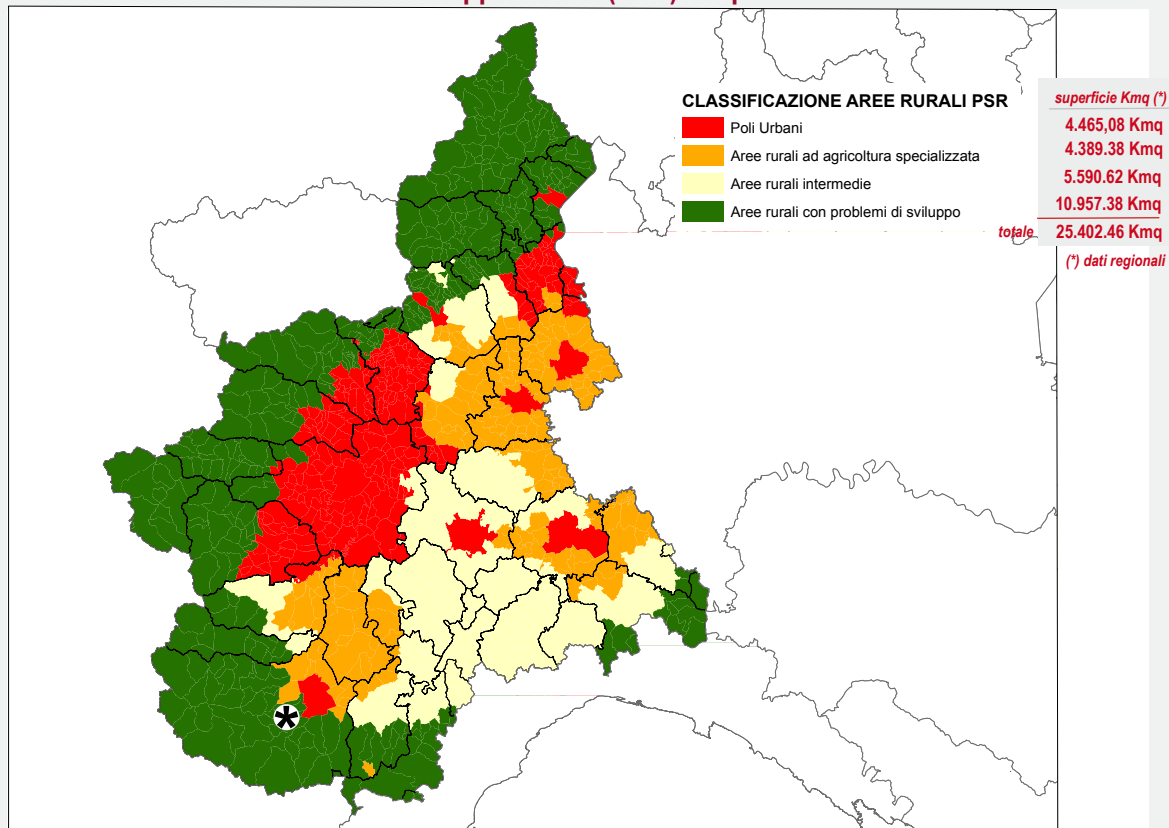 CLASSIFICAZIONE AREE RURALI PSR
superficie Kmq (*)
Poli Urbani
4.465,08 Kmq
Aree rurali ad agricoltura specializzata
4.389.38 Kmq
Aree rurali intermedie
5.590.62 Kmq
Aree rurali con problemi di sviluppo
10.957.38 Kmq
totale 25.402.46 Kmq
(*) dati regionali
*